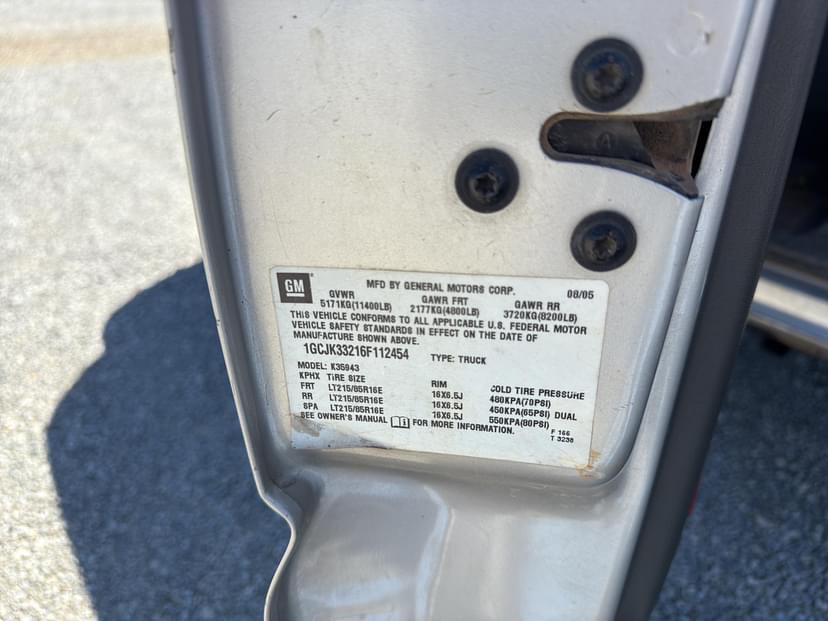 4
GM
MFD BY GENERAL MOTORS CORP. 08/05
GVWR GAWR FRT GAWR RR
5171KG(11400LB) 2177KG(4800LB) 3720KG(8200LB)
THIS VEHICLE CONFORMS TO ALL APPLICABLE U.S. FEDERAL MOTOR
VEHICLE SAFETY STANDARDS IN EFFECT ON THE DATE OF
MANUFACTURE SHOWN ABOVE.
1GCJK33216F112454 TYPE: TRUCK
MODEL: K35943
KPHX TIRE SIZE RIM COLD TIRE PRESSURE
FRT LT215/85R16E 16X6.5J 480KPA(70PSI)
RR LT215/85R16E 16X6.5J 450KPA(65PSI) DUAL
SPA LT215/85R16E 16X6.5J 550KPA(80PSI)
SEE OWNER'S MANUAL FOR MORE INFORMATION.
F 166
T 3238